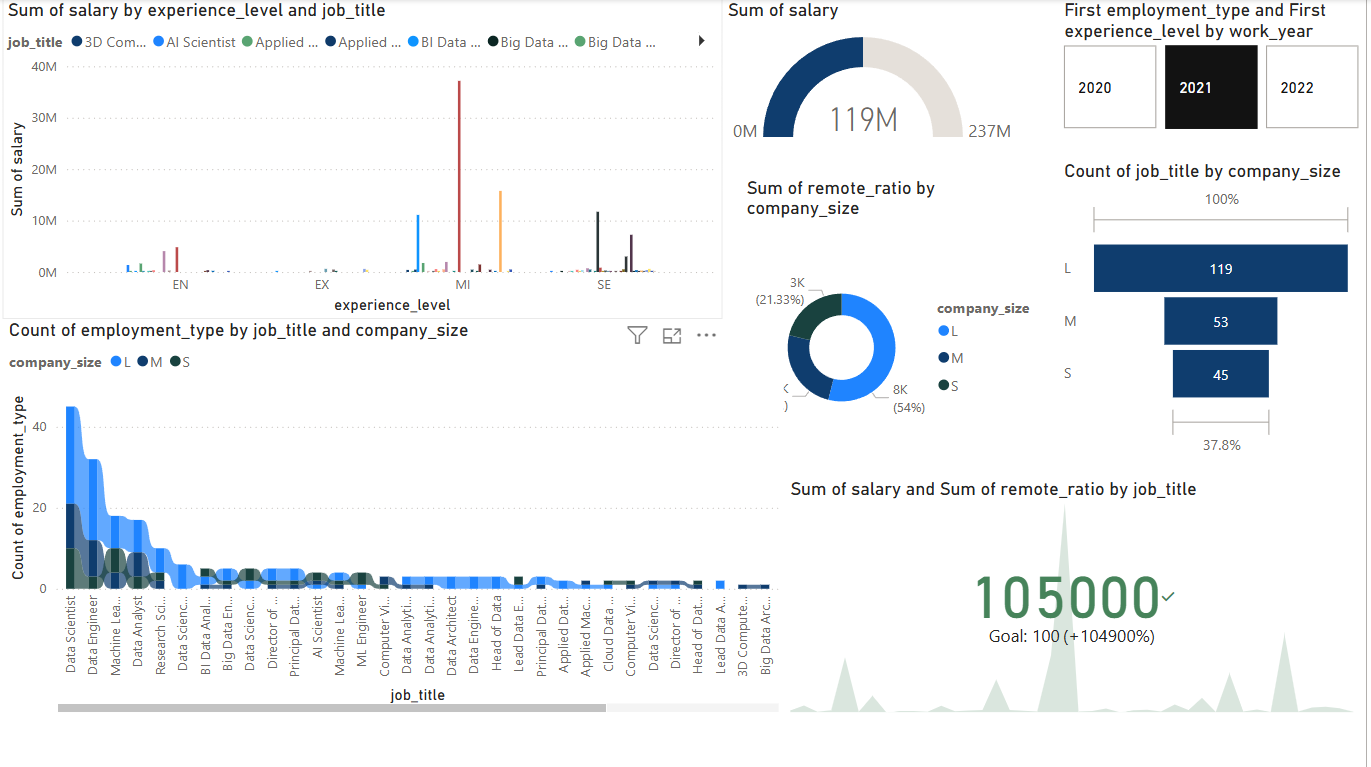 Sum of salary by experience_level and job_title
job_title 3D Com... AI Scientist Applied ... Applied ... BI Data ... Big Data ... Big Data ...
40M
30M
20M
10M
0M
Sum of salary
EN EX MI SE
experience_level
Sum of salary
119M
0M 237M
First employment_type and First
experience_level by work_year
2020 2021 2022
Sum of remote_ratio by
company_size
3K
(21.33%)
K
)
8K
(54%)
company_size
L
M
S
Count of job_title by company_size
100%
L 119
M 53
S 45
37.8%
Count of employment_type by job_title and company_size
company_size L M S
40
20
0
Count of employment_type
Data Scientist
Data Engineer
Machine Lea...
Data Analyst
Research Sci...
Data Scienc...
BI Data Anal...
Big Data En...
Data Scienc...
Director of ...
Principal Dat...
AI Scientist
Machine Lea...
ML Engineer
Computer Vi...
Data Analyti...
Data Analyti...
Data Architect
Data Engine...
Head of Data
Lead Data E...
Principal Dat...
Applied Dat...
Applied Mac...
Cloud Data ...
Computer Vi...
Data Scienc...
Director of ...
Head of Dat...
Lead Data A...
3D Compute...
Big Data Arc...
job_title
Sum of salary and Sum of remote_ratio by job_title
105000
Goal: 100 (+104900%)